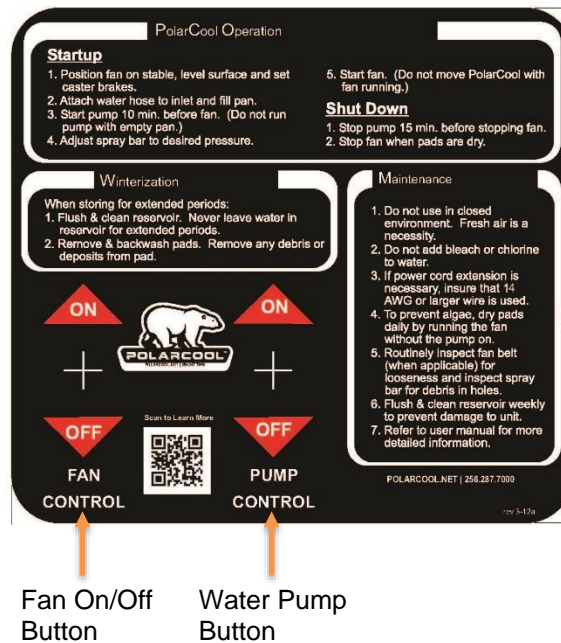 PolarCool Operation
Startup
1. Position fan on stable, level surface and set
caster brakes.
2. Attach water hose to inlet and fill pan.
3. Start pump 10 min. before fan. (Do not run
pump with empty pan.)
4. Adjust spray bar to desired pressure.
5. Start fan. (Do not move PolarCool with
fan running.)
Shut Down
1. Stop pump 15 min. before stopping fan.
2. Stop fan when pads are dry.
Winterization
When storing for extended periods:
1. Flush & clean reservoir. Never leave water in
reservoir for extended periods.
2. Remove & backwash pads. Remove any debris or
deposits from pad.
Maintenance
1. Do not use in closed
environment. Fresh air is a
necessity.
2. Do not add bleach or chlorine
to water.
3. If power cord extension is
necessary, insure that 14
AWG or larger wire is used.
4. To prevent algae, dry pads
daily by running the fan
without the pump on.
5. Routinely inspect fan belt
(when applicable) for
looseness and inspect spray
bar for debris in holes.
6. Flush & clean reservoir weekly
to prevent damage to unit.
7. Refer to user manual for more
detailed information.
ON
ON
POLARCOOL
Scan to Learn More
OFF
OFF
FAN
CONTROL
PUMP
CONTROL
POLARCOOL.NET | 256.287.7000
rev 3-12a
Fan On/Off
Button
Water Pump
Button